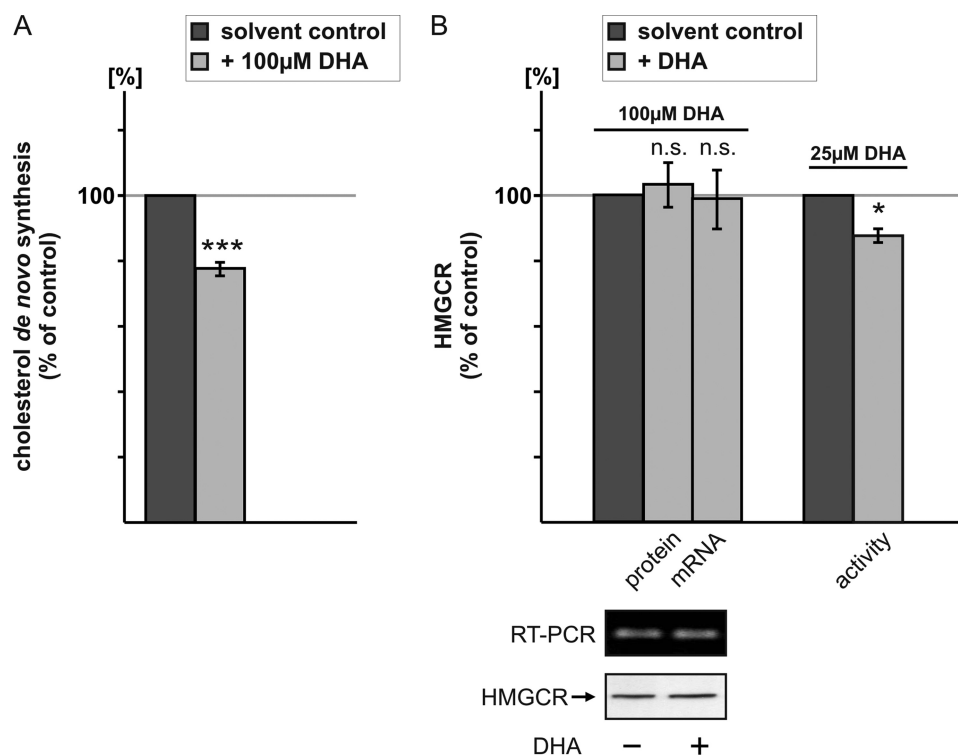 A
solvent control
+ 100µM DHA
[%]
100
cholesterol de novo synthesis
(% of control)
***
B
solvent control
+ DHA
[%]
100
HMGCR
(% of control)
100µM DHA
n.s. n.s.
25µM DHA
*
protein
mRNA
activity
RT-PCR
HMGCR
DHA − +